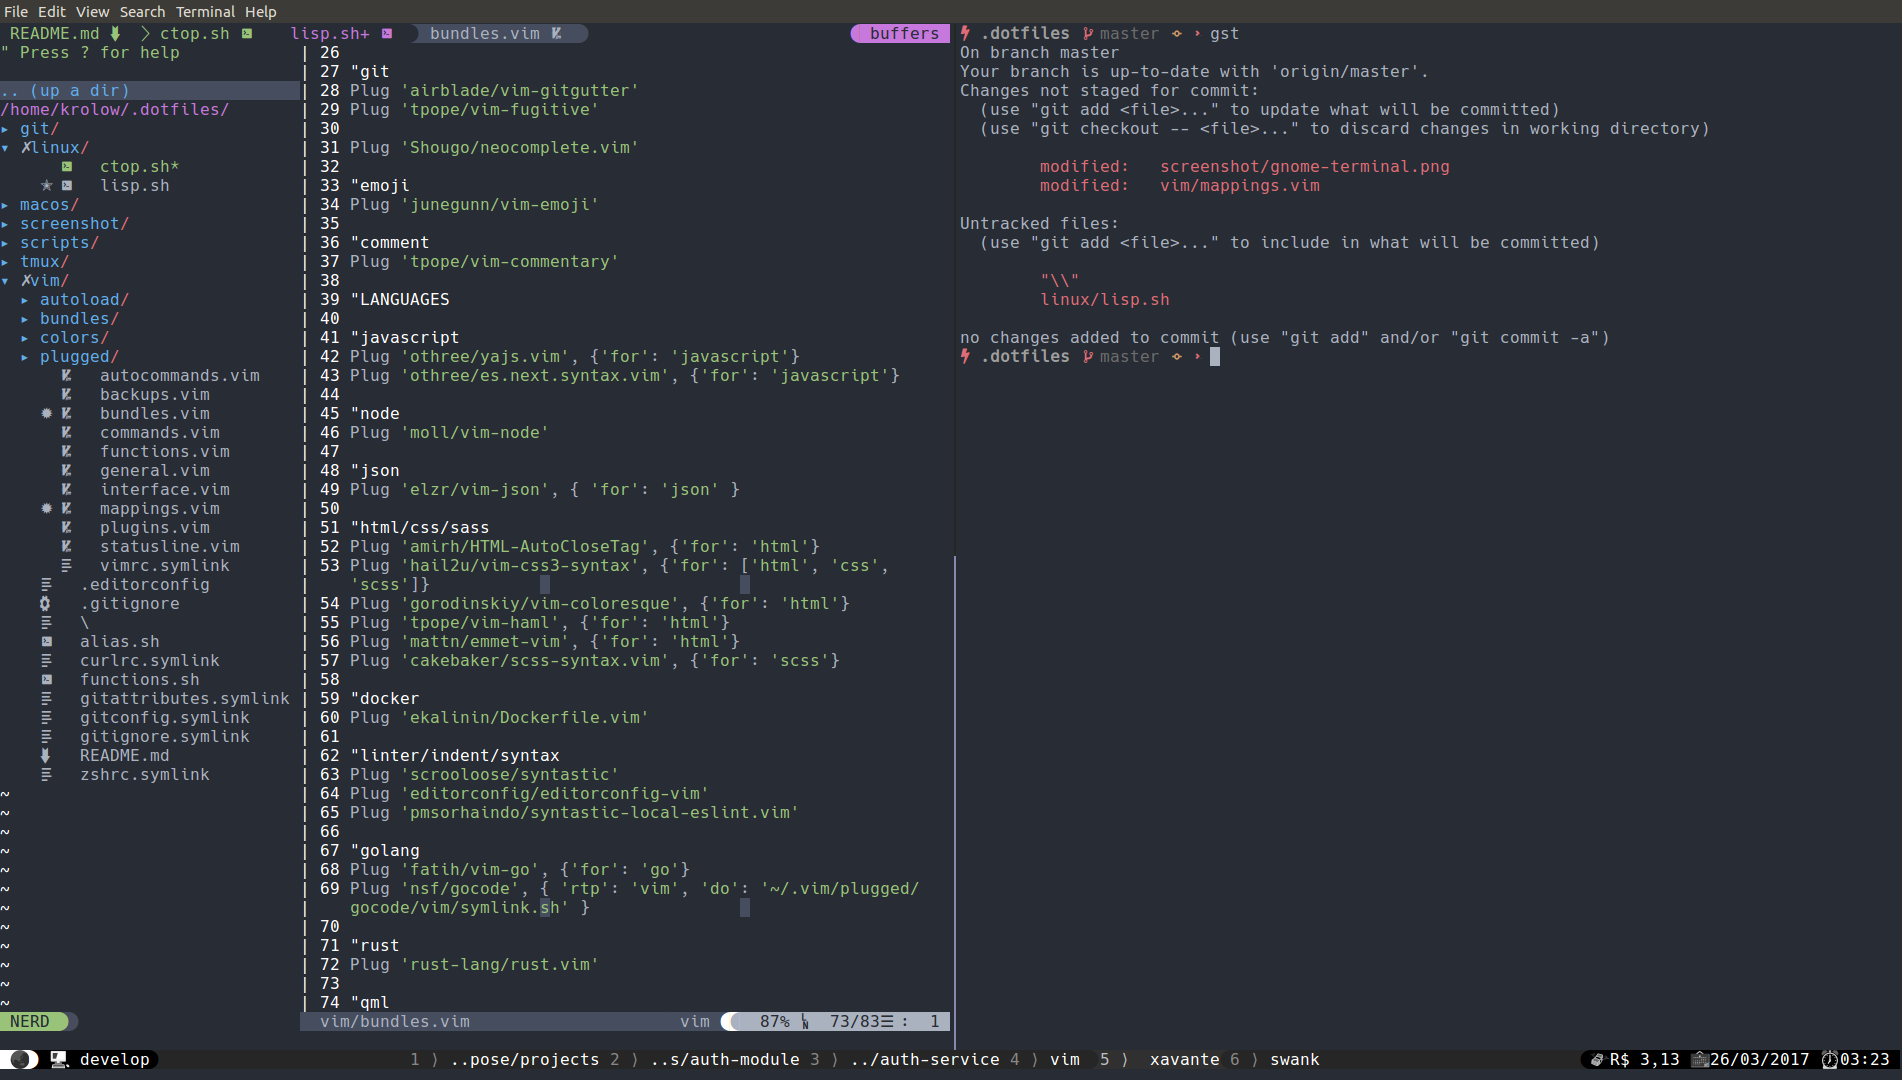 File Edit View Search Terminal Help
README.md ctop.sh lisp.sh+ bundles.vim buffers
" Press ? for help
.. (up a dir)
/home/krolow/.dotfiles/
▸ git/
▾ ✗linux/
ctop.sh*
lisp.sh
▸ macos/
▸ screenshot/
▸ scripts/
▸ tmux/
▾ ✗vim/
▸ autoload/
▸ bundles/
▸ colors/
▸ plugged/
autocommands.vim
backups.vim
bundles.vim
commands.vim
functions.vim
general.vim
interface.vim
mappings.vim
plugins.vim
statusline.vim
vimrc.symlink
.editorconfig
.gitignore
\
alias.sh
curlrc.symlink
functions.sh
gitattributes.symlink
gitconfig.symlink
gitignore.symlink
README.md
zshrc.symlink
~
~
~
~
~
~
~
~
~
~
~
~
NERD
26
27 "git
28 Plug 'airblade/vim-gitgutter'
29 Plug 'tpope/vim-fugitive'
30
31 Plug 'Shougo/neocomplete.vim'
32
33 "emoji
34 Plug 'junegunn/vim-emoji'
35
36 "comment
37 Plug 'tpope/vim-commentary'
38
39 "LANGUAGES
40
41 "javascript
42 Plug 'othree/yajs.vim', {'for': 'javascript'}
43 Plug 'othree/es.next.syntax.vim', {'for': 'javascript'}
44
45 "node
46 Plug 'moll/vim-node'
47
48 "json
49 Plug 'elzr/vim-json', { 'for': 'json' }
50
51 "html/css/sass
52 Plug 'amirh/HTML-AutoCloseTag', {'for': 'html'}
53 Plug 'hail2u/vim-css3-syntax', {'for': ['html', 'css',
'scss']}
54 Plug 'gorodinskiy/vim-coloresque', {'for': 'html'}
55 Plug 'tpope/vim-haml', {'for': 'html'}
56 Plug 'mattn/emmet-vim', {'for': 'html'}
57 Plug 'cakebaker/scss-syntax.vim', {'for': 'scss'}
58
59 "docker
60 Plug 'ekalinin/Dockerfile.vim'
61
62 "linter/indent/syntax
63 Plug 'scrooloose/syntastic'
64 Plug 'editorconfig/editorconfig-vim'
65 Plug 'pmsorhaindo/syntastic-local-eslint.vim'
66
67 "golang
68 Plug 'fatih/vim-go', {'for': 'go'}
69 Plug 'nsf/gocode', { 'rtp': 'vim', 'do': '~/.vim/plugged/
gocode/vim/symlink.sh' }
70
71 "rust
72 Plug 'rust-lang/rust.vim'
73
74 "qml
vim/bundles.vim vim 87% LN 73/83☰ : 1
.dotfiles master gst
On branch master
Your branch is up-to-date with 'origin/master'.
Changes not staged for commit:
(use "git add <file>..." to update what will be committed)
(use "git checkout -- <file>..." to discard changes in working directory)
modified: screenshot/gnome-terminal.png
modified: vim/mappings.vim
Untracked files:
(use "git add <file>..." to include in what will be committed)
"\\"
linux/lisp.sh
no changes added to commit (use "git add" and/or "git commit -a")
.dotfiles master
develop 1 ⟩ ..pose/projects 2 ⟩ ..s/auth-module 3 ⟩ ../auth-service 4 ⟩ vim 5 ⟩ xavante 6 ⟩ swank R$ 3,13 26/03/2017 03:23